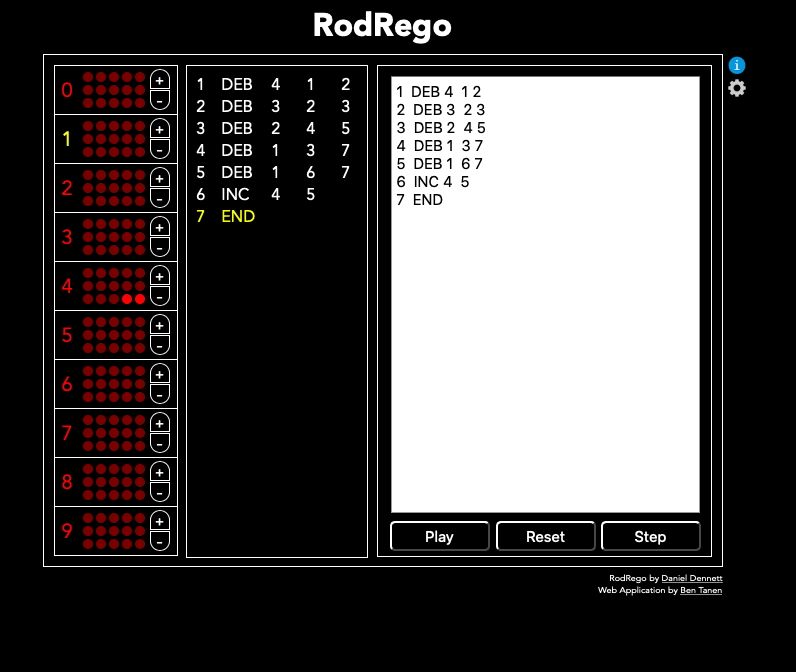 RodRego
0 + -
1 + -
2 + -
3 + -
4 + -
5 + -
6 + -
7 + -
8 + -
9 + -
1 DEB 4 1 2
2 DEB 3 2 3
3 DEB 2 4 5
4 DEB 1 3 7
5 DEB 1 6 7
6 INC 4 5
7 END
1 DEB 4 1 2
2 DEB 3 2 3
3 DEB 2 4 5
4 DEB 1 3 7
5 DEB 1 6 7
6 INC 4 5
7 END
Play Reset Step
i
RodRego by Daniel Dennett
Web Application by Ben Tanen